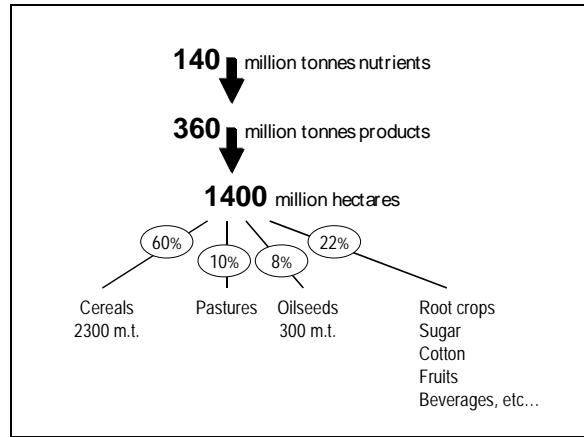 140 million tonnes nutrients
360 million tonnes products
1400 million hectares
60%
10%
8%
22%
Cereals
2300 m.t.
Pastures
Oilseeds
300 m.t.
Root crops
Sugar
Cotton
Fruits
Beverages, etc…